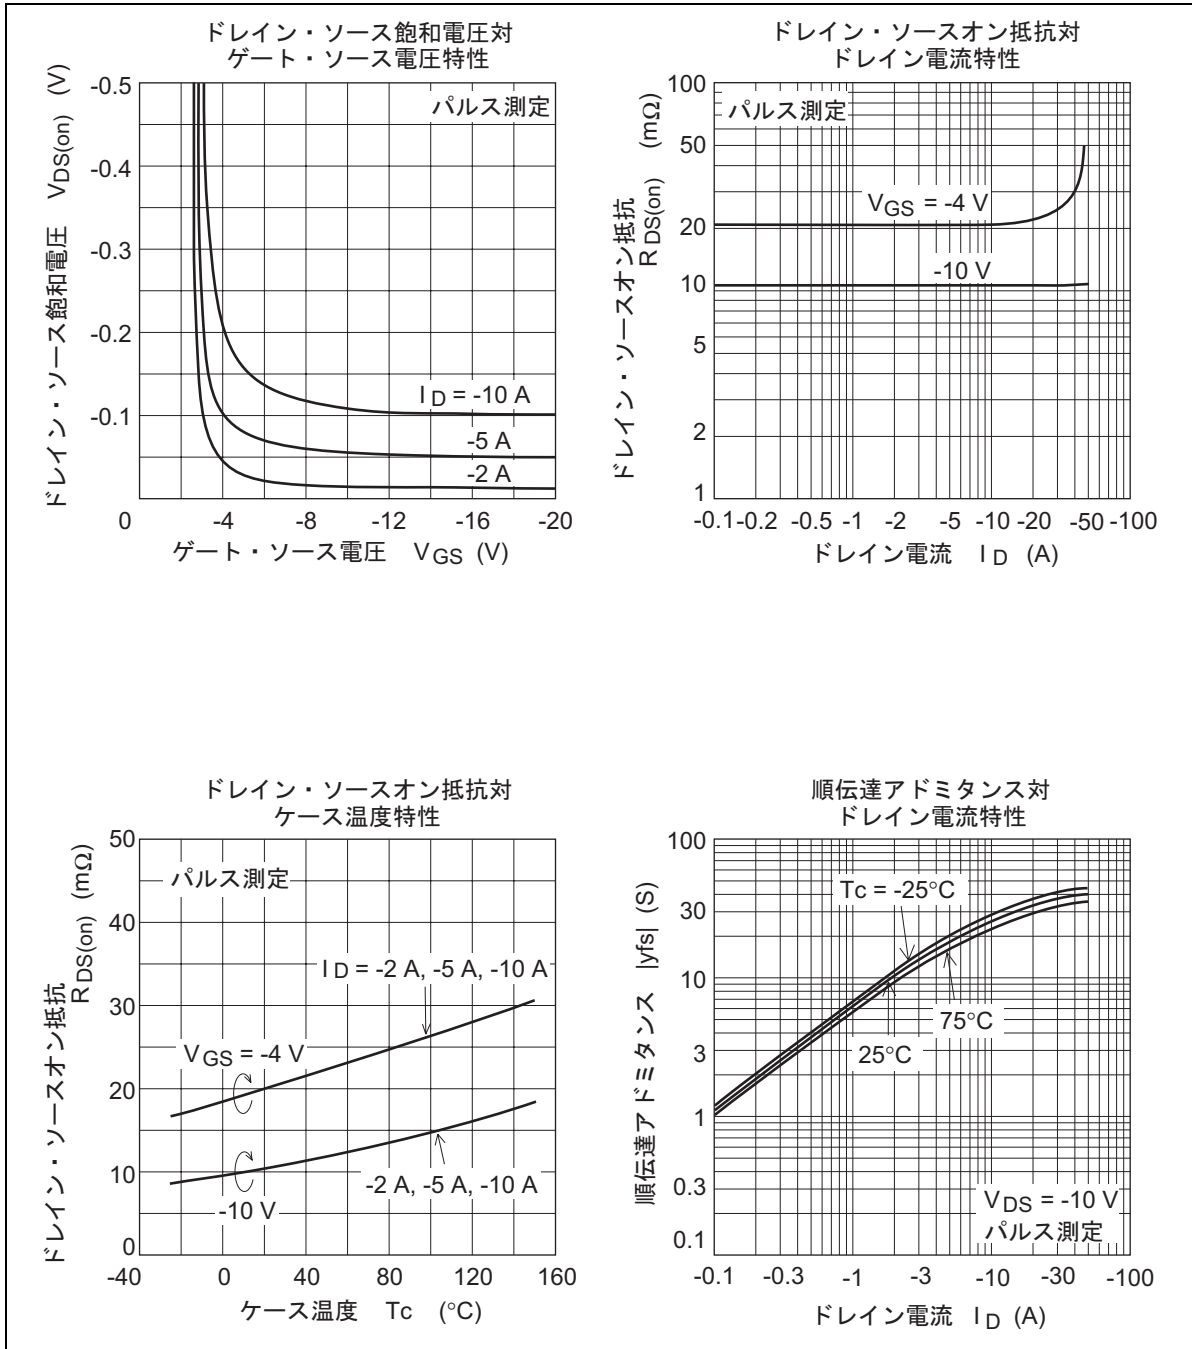 ドレイン・ソース飽和電圧対
ゲート・ソース電圧特性
ドレイン・ソース飽和電圧 VDS(on) (V)
-0.5
-0.4
-0.3
-0.2
-0.1
パルス測定
ID = -10 A
-5 A
-2 A
0 -4 -8 -12 -16 -20
ゲート・ソース電圧 VGS (V)
ドレイン・ソースオン抵抗対
ドレイン電流特性
ドレイン・ソースオン抵抗
RDS(on) (mΩ)
100
50
20
10
5
2
1
パルス測定
VGS = -4 V
-10 V
-0.1 -0.2 -0.5 -1 -2 -5 -10 -20 -50 -100
ドレイン電流 ID (A)
ドレイン・ソースオン抵抗対
ケース温度特性
ドレイン・ソースオン抵抗
RDS(on) (mΩ)
50
40
30
20
10
0
パルス測定
ID = -2 A, -5 A, -10 A
VGS = -4 V
-2 A, -5 A, -10 A
-10 V
-40 0 40 80 120 160
ケース温度 Tc (°C)
順伝達アドミタンス対
ドレイン電流特性
順伝達アドミタンス |yfs| (S)
100
30
10
3
1
0.3
0.1
Tc = -25°C
75°C
25°C
VDS = -10 V
パルス測定
-0.1 -0.3 -1 -3 -10 -30 -100
ドレイン電流 ID (A)